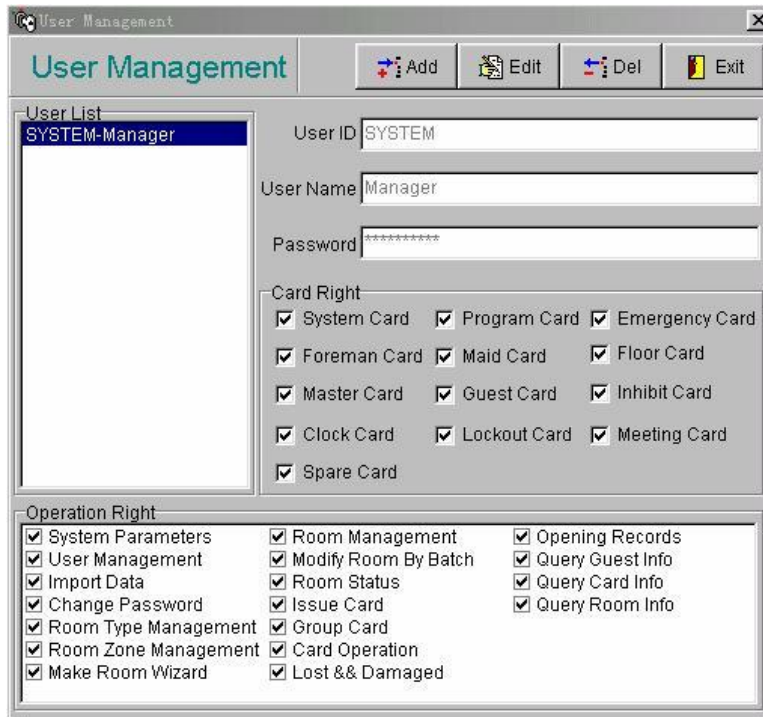 User Management
User Management
Add
Edit
Del
Exit
User List
SYSTEM-Manager
User ID SYSTEM
User Name Manager
Password **********
Card Right
System Card Program Card Emergency Card
Foreman Card Maid Card Floor Card
Master Card Guest Card Inhibit Card
Clock Card Lockout Card Meeting Card
Spare Card
Operation Right
System Parameters Room Management Opening Records
User Management Modify Room By Batch Query Guest Info
Import Data Room Status Query Card Info
Change Password Issue Card Query Room Info
Room Type Management Group Card
Room Zone Management Card Operation
Make Room Wizard Lost && Damaged